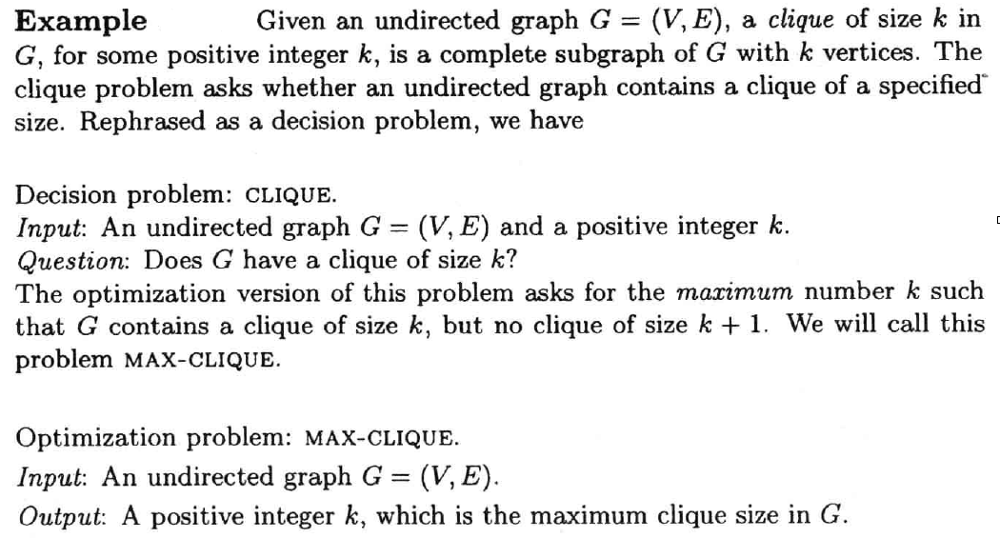 Example Given an undirected graph G = (V, E), a clique of size k in
G, for some positive integer k, is a complete subgraph of G with k vertices. The
clique problem asks whether an undirected graph contains a clique of a specified
size. Rephrased as a decision problem, we have
Decision problem: CLIQUE.
Input: An undirected graph G = (V, E) and a positive integer k.
Question: Does G have a clique of size k?
The optimization version of this problem asks for the maximum number k such
that G contains a clique of size k, but no clique of size k + 1. We will call this
problem MAX-CLIQUE.
Optimization problem: MAX-CLIQUE.
Input: An undirected graph G = (V, E).
Output: A positive integer k, which is the maximum clique size in G.